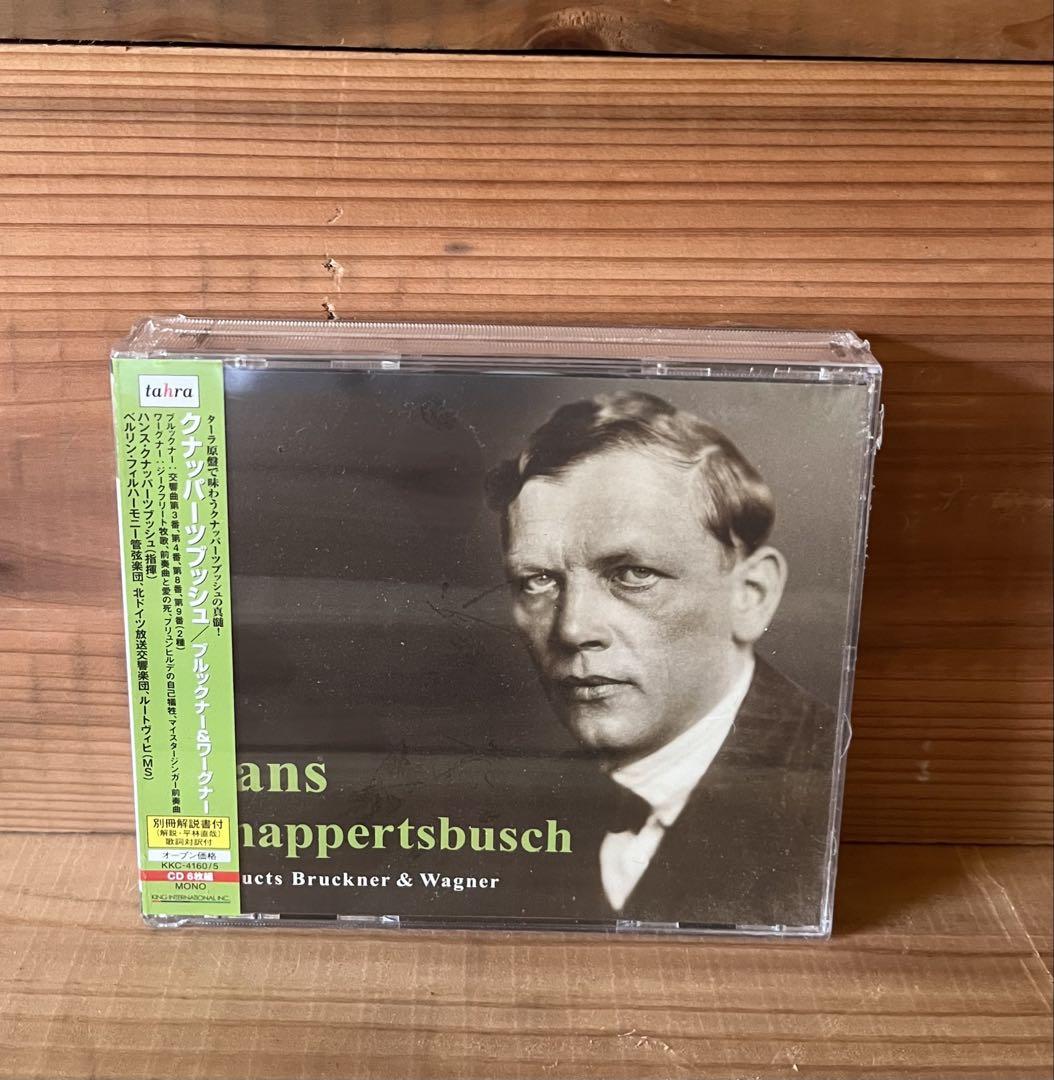 tahra
ターラ原盤で味わうクナッパーツブッシュの真髄!
クナッパーツブッシュ/ブルックナー&ワーグナー
ブルックナー:交響曲第3番、第4番、第8番、第9番(2種)
ワーグナー:ジークフリート牧歌、前奏曲と愛の死、ブリュンヒルデの自己犠牲、マイスタージンガー前奏曲
ハンス・クナッパーツブッシュ(指揮)
ベルリン・フィルハーモニー管弦楽団、北ドイツ放送交響楽団、ルートヴィヒ(MS)
別冊解説書付
(解説・平林直哉)
歌詞対訳付
オープン価格
KKC-4160/5
CD 6枚組
MONO
KING INTERNATIONAL INC.
ans
nappertsbusch
ucts Bruckner & Wagner